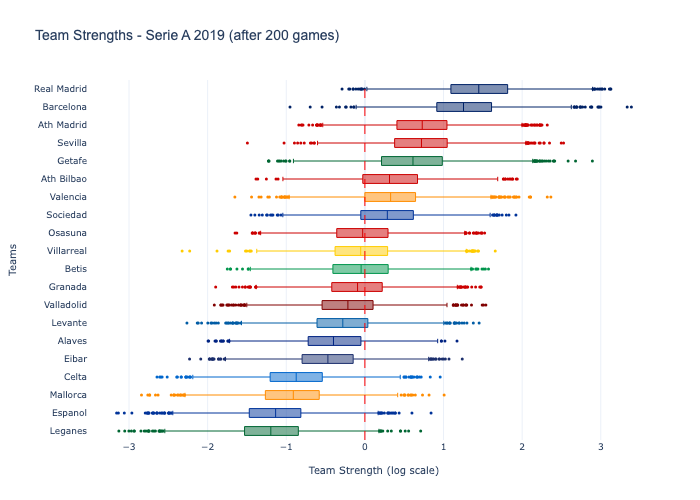 Team Strengths - Serie A 2019 (after 200 games)
Real Madrid
Barcelona
Ath Madrid
Sevilla
Getafe
Ath Bilbao
Valencia
Sociedad
Osasuna
Villarreal
Betis
Granada
Valladolid
Levante
Alaves
Eibar
Celta
Mallorca
Espanol
Leganes
Teams
−3 −2 −1 0 1 2 3
Team Strength (log scale)